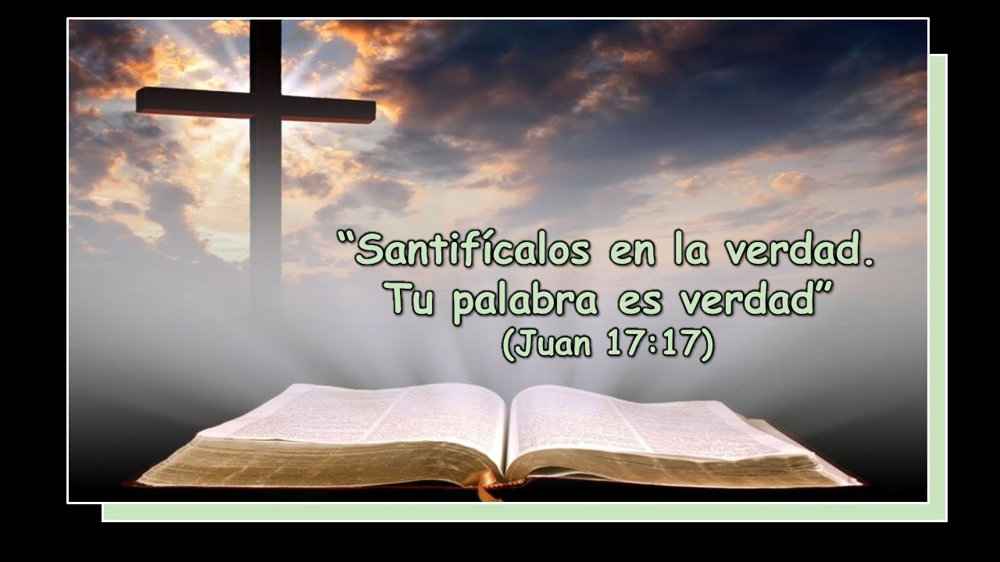 “Santifícalos en la verdad.
Tu palabra es verdad”
(Juan 17:17)